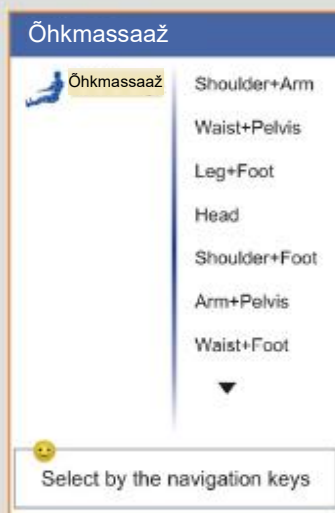 Õhkmassaaž
Õhkmassaaž
Shoulder+Arm
Waist+Pelvis
Leg+Foot
Head
Shoulder+Foot
Arm+Pelvis
Waist+Foot
Select by the navigation keys